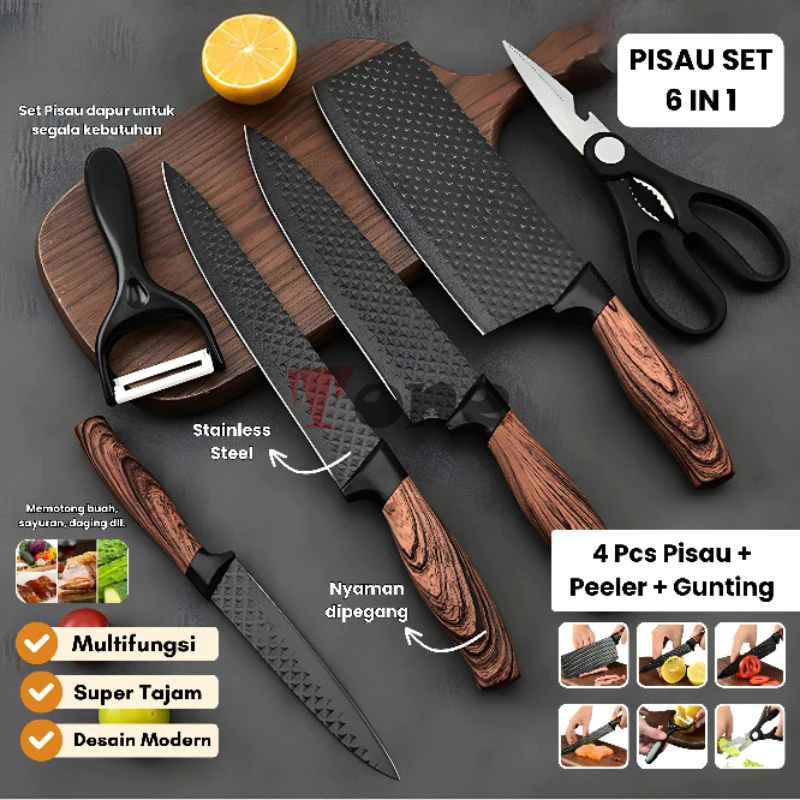 PISAU SET
6 IN 1
Set Pisau dapur untuk
segala kebutuhan
Tone
Stainless
Steel
Memotong buah,
sayuran, daging dll.
Nyaman
dipegang
4 Pcs Pisau +
Peeler + Gunting
Multifungsi
Super Tajam
Desain Modern